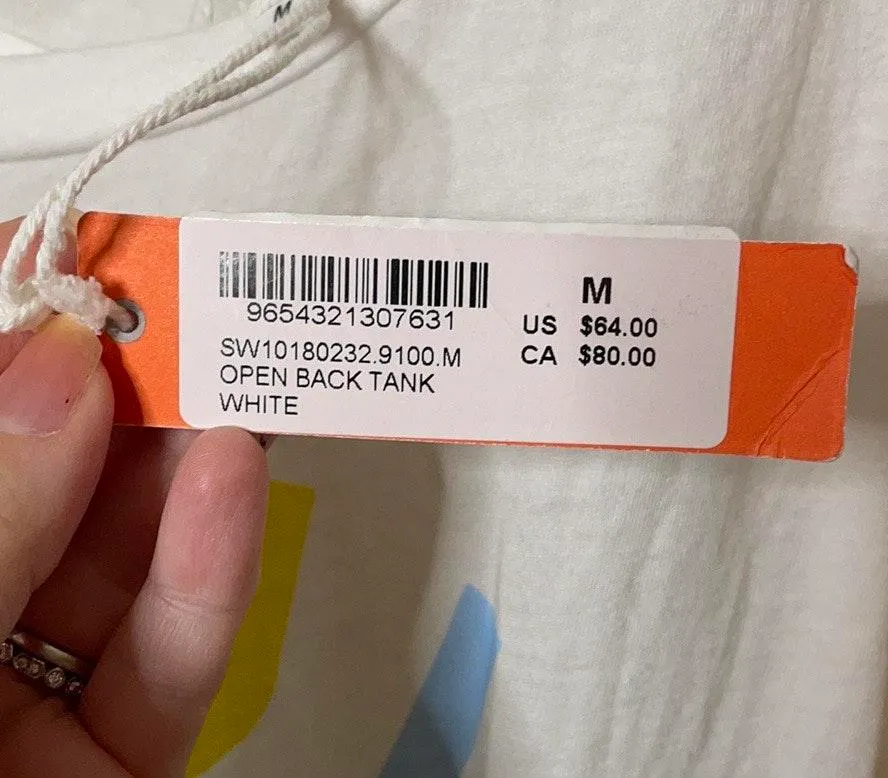 M
9654321307631
SW10180232.9100.M
OPEN BACK TANK
WHITE
M
US $64.00
CA $80.00